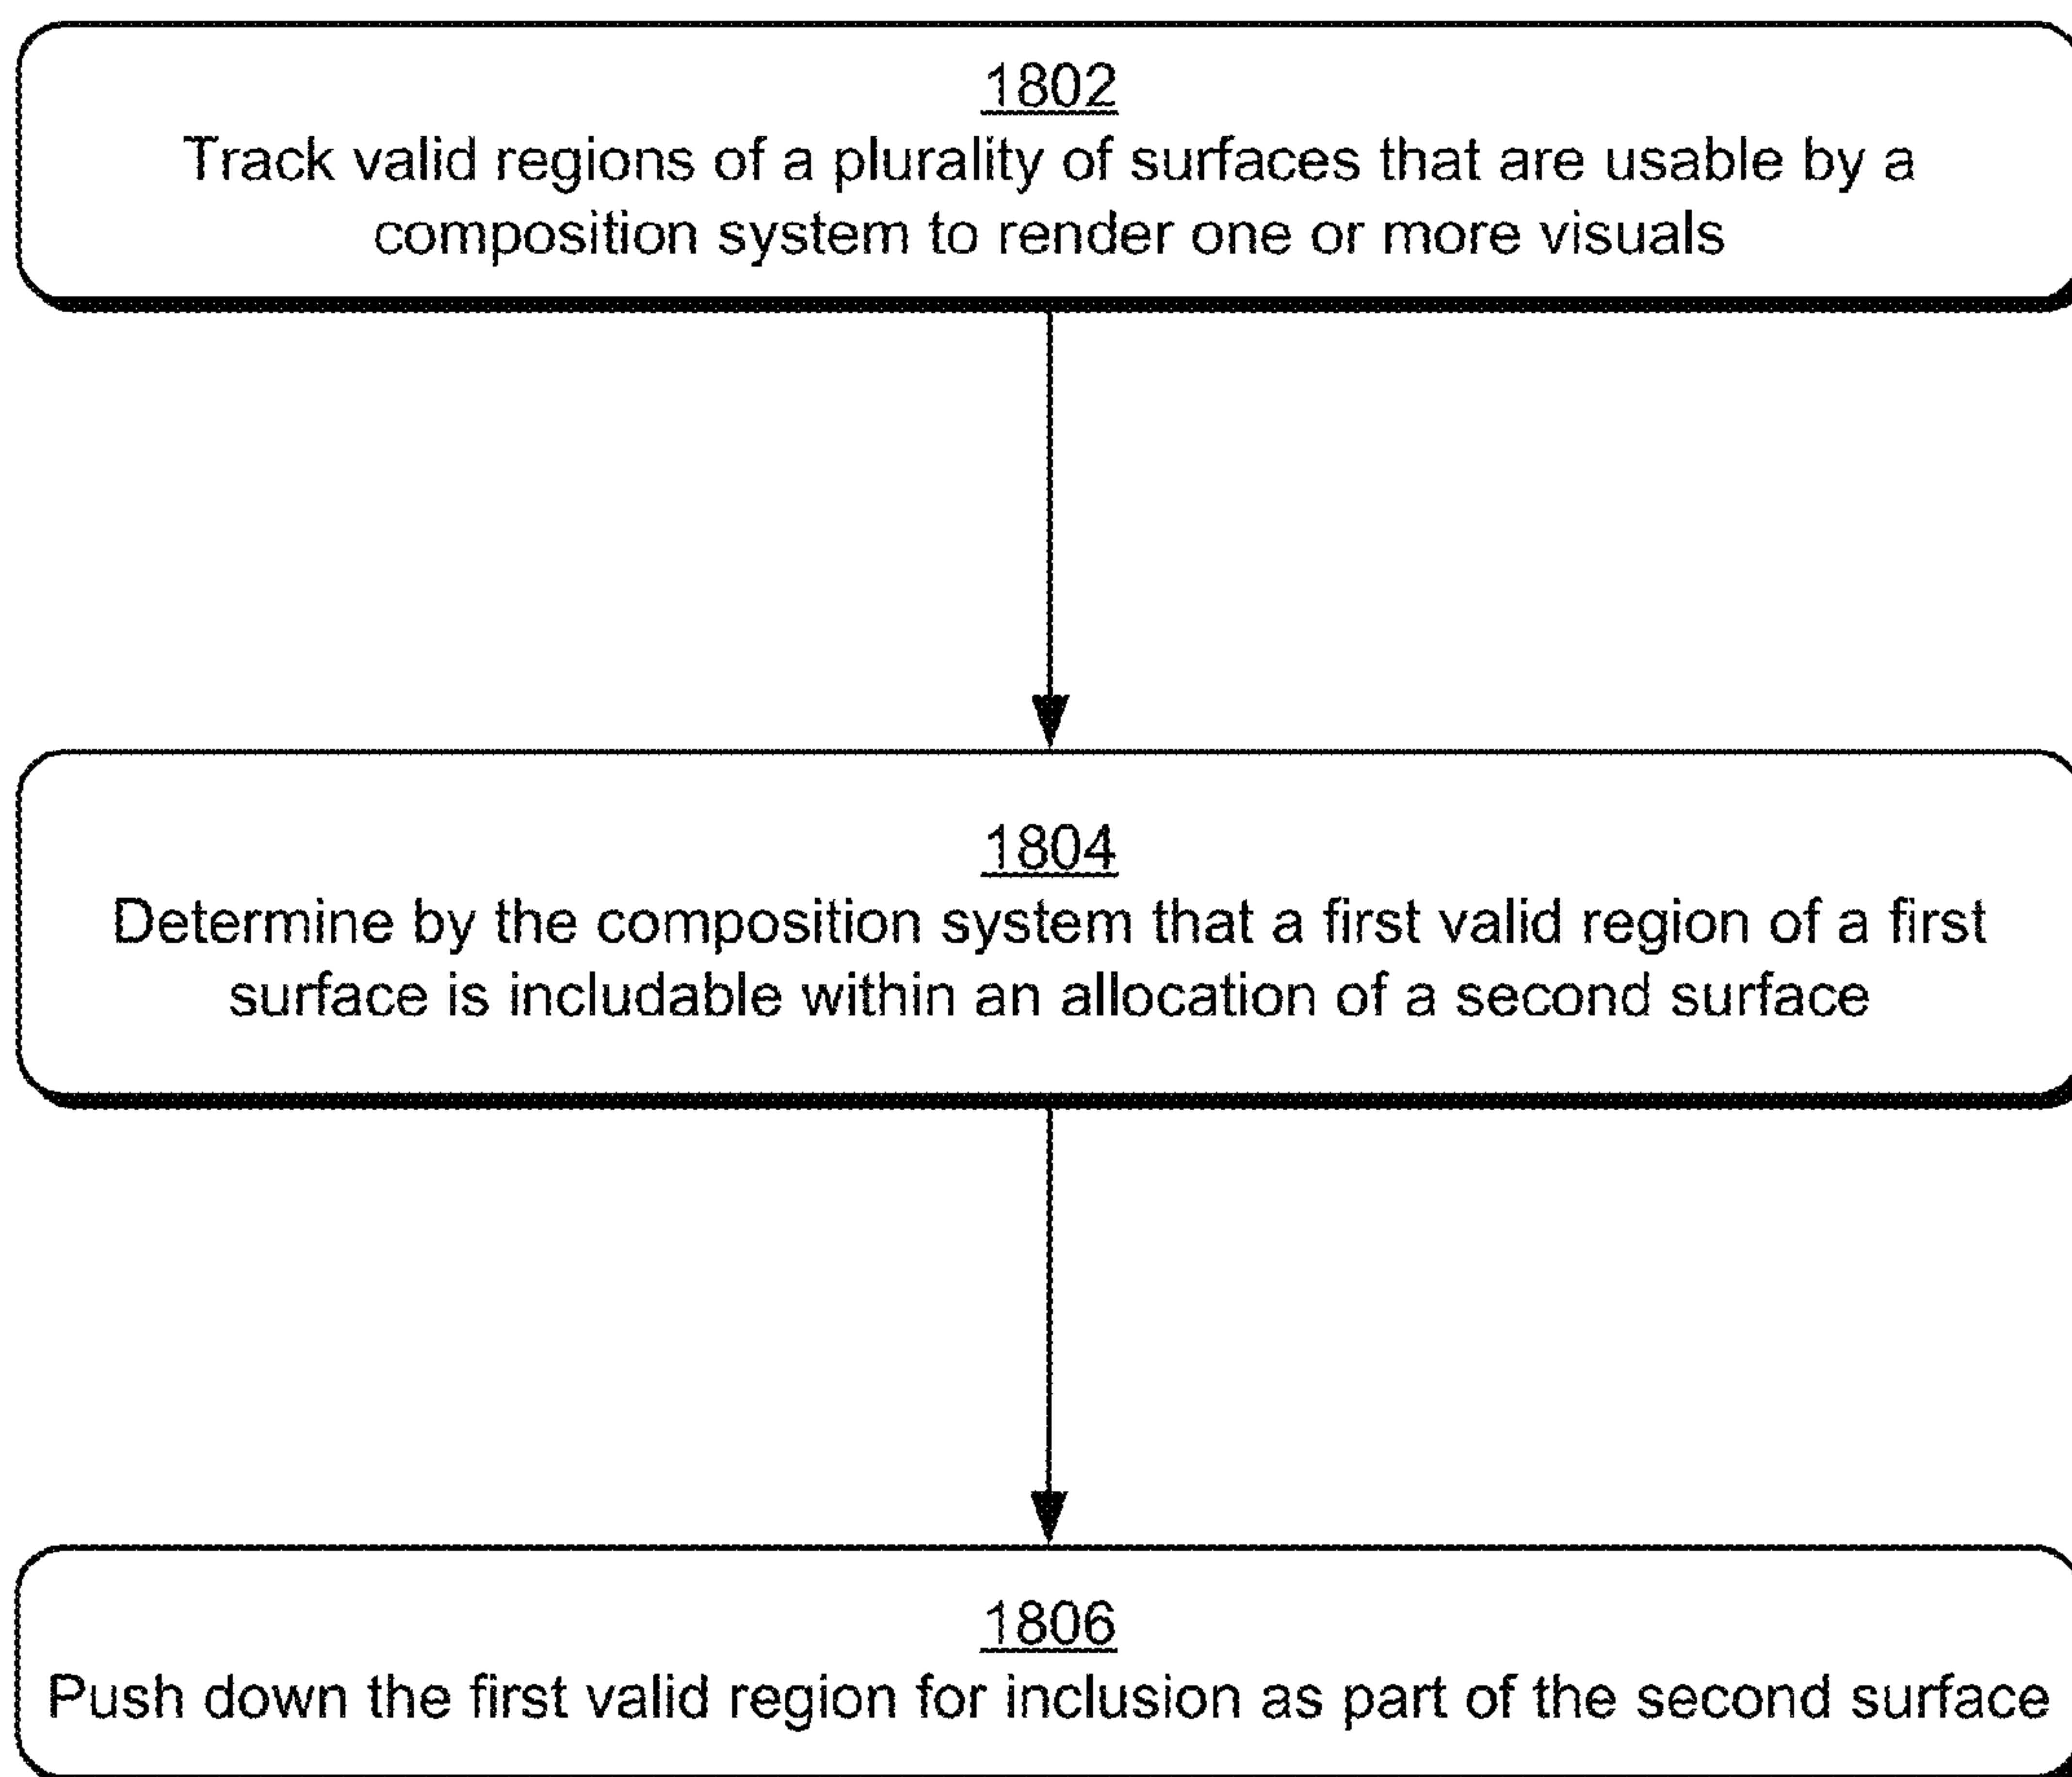 1802
Track valid regions of a plurality of surfaces that are usable by a
composition system to render one or more visuals
1804
Determine by the composition system that a first valid region of a first
surface is includable within an allocation of a second surface
1806
Push down the first valid region for inclusion as part of the second surface